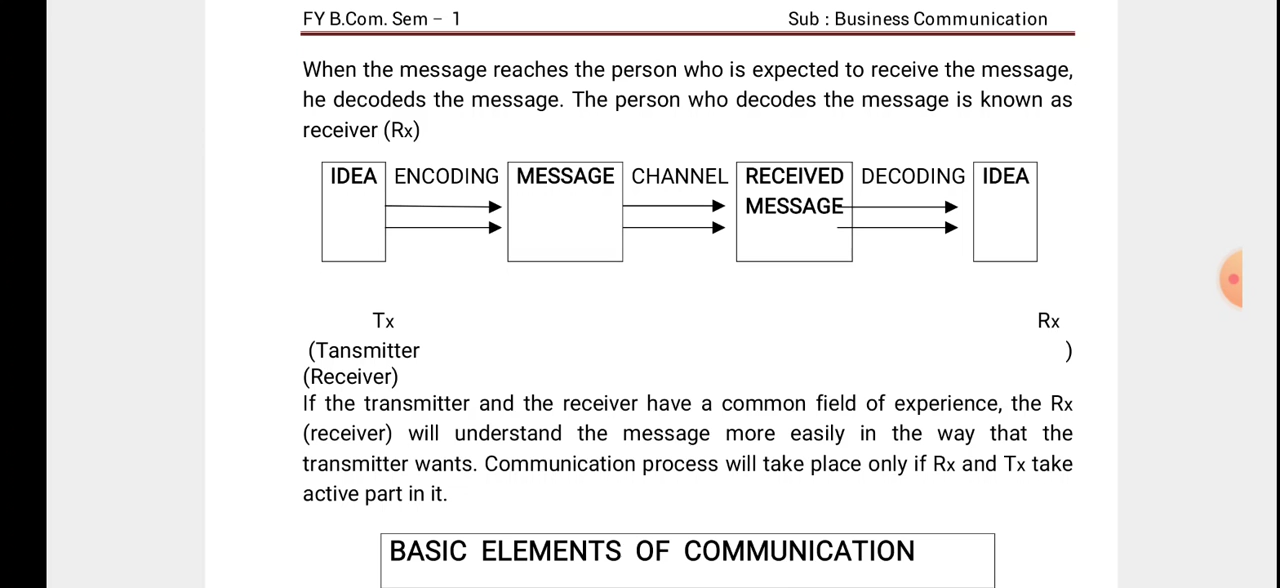 FY B.Com. Sem – 1 Sub : Business Communication
When the message reaches the person who is expected to receive the message,
he decodeds the message. The person who decodes the message is known as
receiver (Rx)
IDEA ENCODING MESSAGE CHANNEL RECEIVED DECODING IDEA
MESSAGE
Tx Rx
(Tansmitter )
(Receiver)
If the transmitter and the receiver have a common field of experience, the Rx
(receiver) will understand the message more easily in the way that the
transmitter wants. Communication process will take place only if Rx and Tx take
active part in it.
BASIC ELEMENTS OF COMMUNICATION